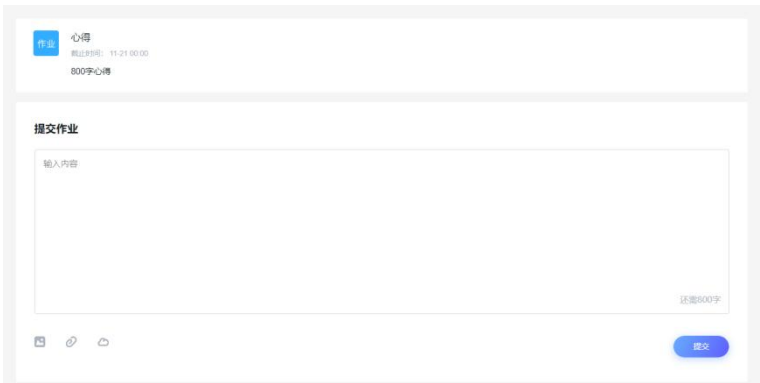 作业
心得
截止时间: 11-21 00:00
800字心得
提交作业
输入内容
还需800字
提交